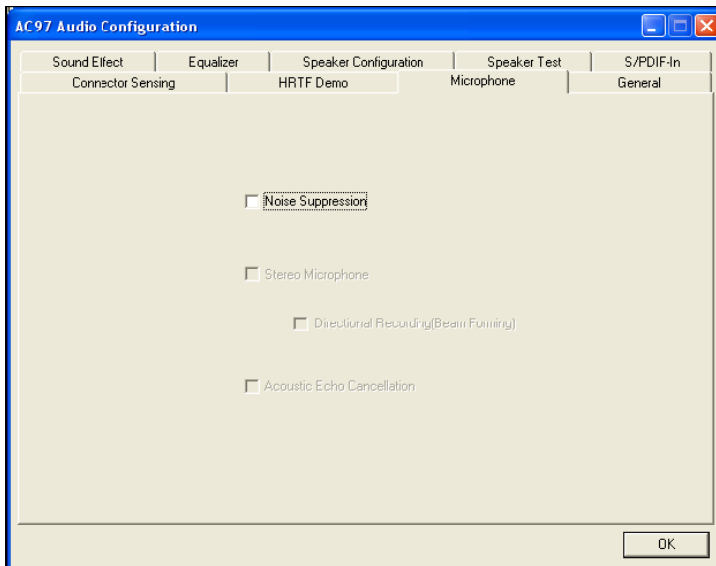 AC97 Audio Configuration
Sound Effect Equalizer Speaker Configuration Speaker Test S/PDIF-In
Connector Sensing HRTF Demo Microphone General
Noise Suppression
Stereo Microphone
Directional Recording(Beam Forming)
Acoustic Echo Cancellation
OK